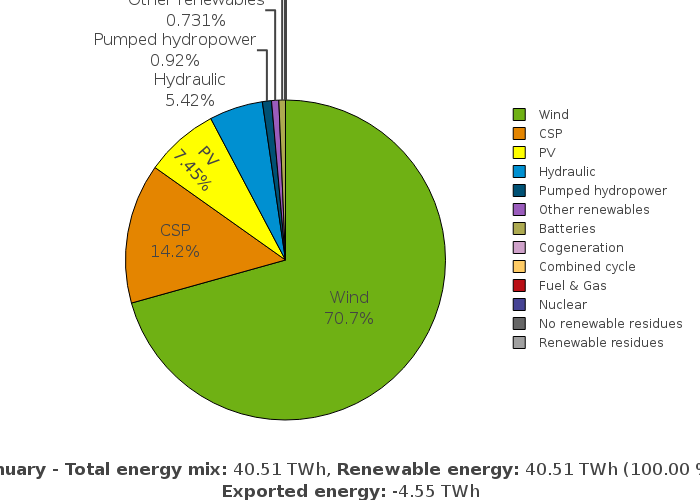 Other renewables
0.731%
Pumped hydropower
0.92%
Hydraulic
5.42%
PV
7.45%
CSP
14.2%
Wind
70.7%
Wind
CSP
PV
Hydraulic
Pumped hydropower
Other renewables
Batteries
Cogeneration
Combined cycle
Fuel & Gas
Nuclear
No renewable residues
Renewable residues
nuary - Total energy mix: 40.51 TWh, Renewable energy: 40.51 TWh (100.00 %
Exported energy: -4.55 TWh